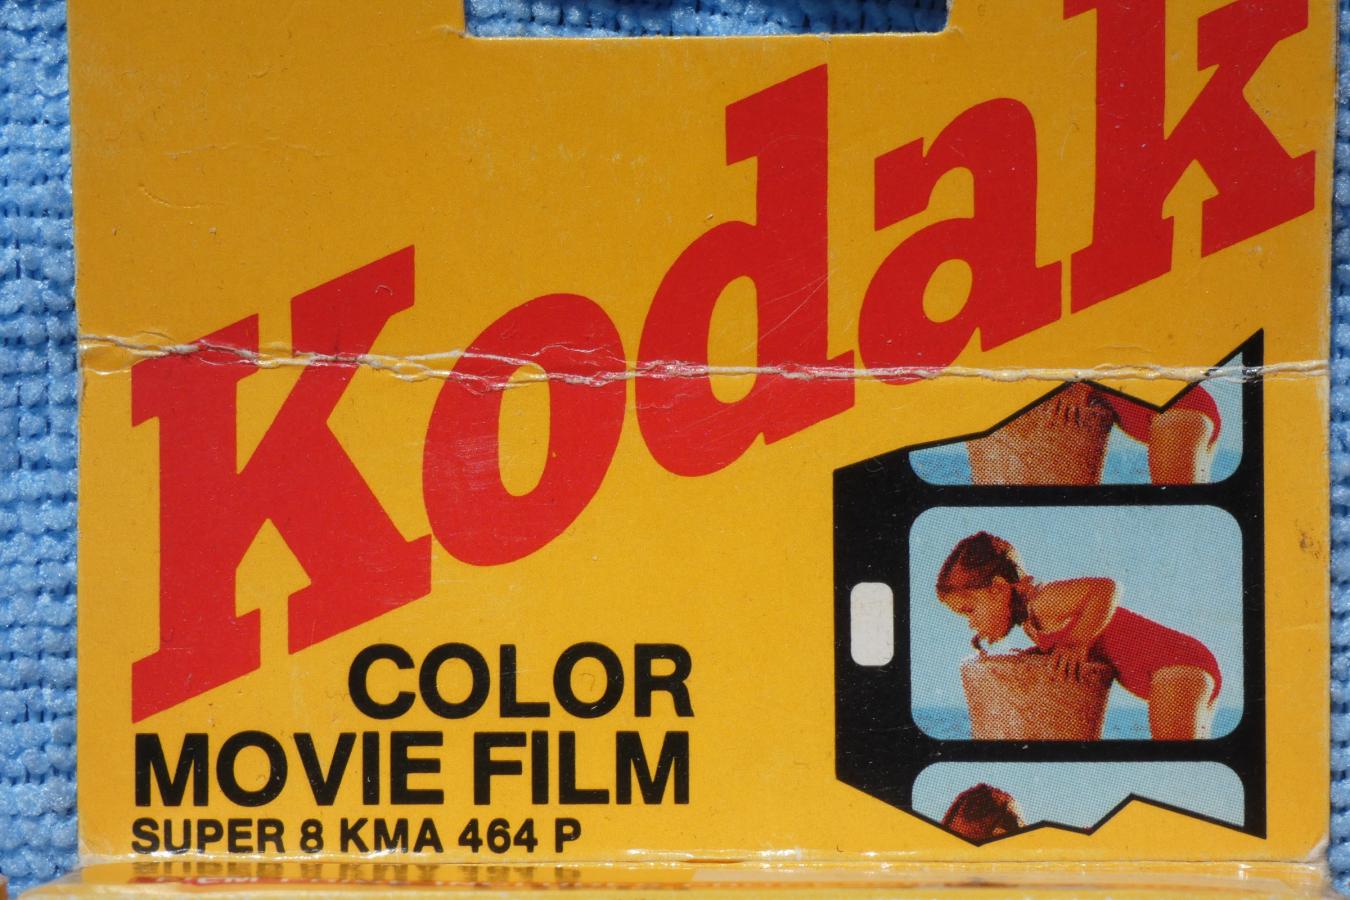 Kodak
COLOR
MOVIE FILM
SUPER 8 KMA 464 P